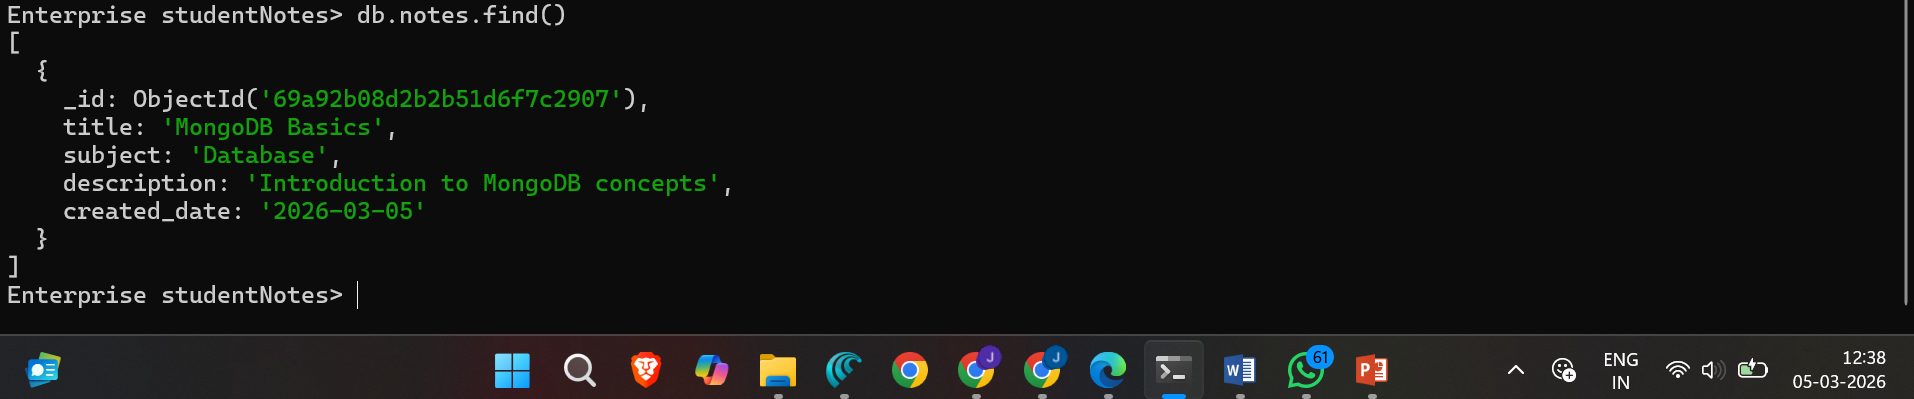 Enterprise studentNotes> db.notes.find()
[
  {
    _id: ObjectId('69a92b08d2b2b51d6f7c2907'),
    title: 'MongoDB Basics',
    subject: 'Database',
    description: 'Introduction to MongoDB concepts',
    created_date: '2026-03-05'
  }
]
Enterprise studentNotes>
J
J
W
61
P
ENG
IN
12:38
05-03-2026